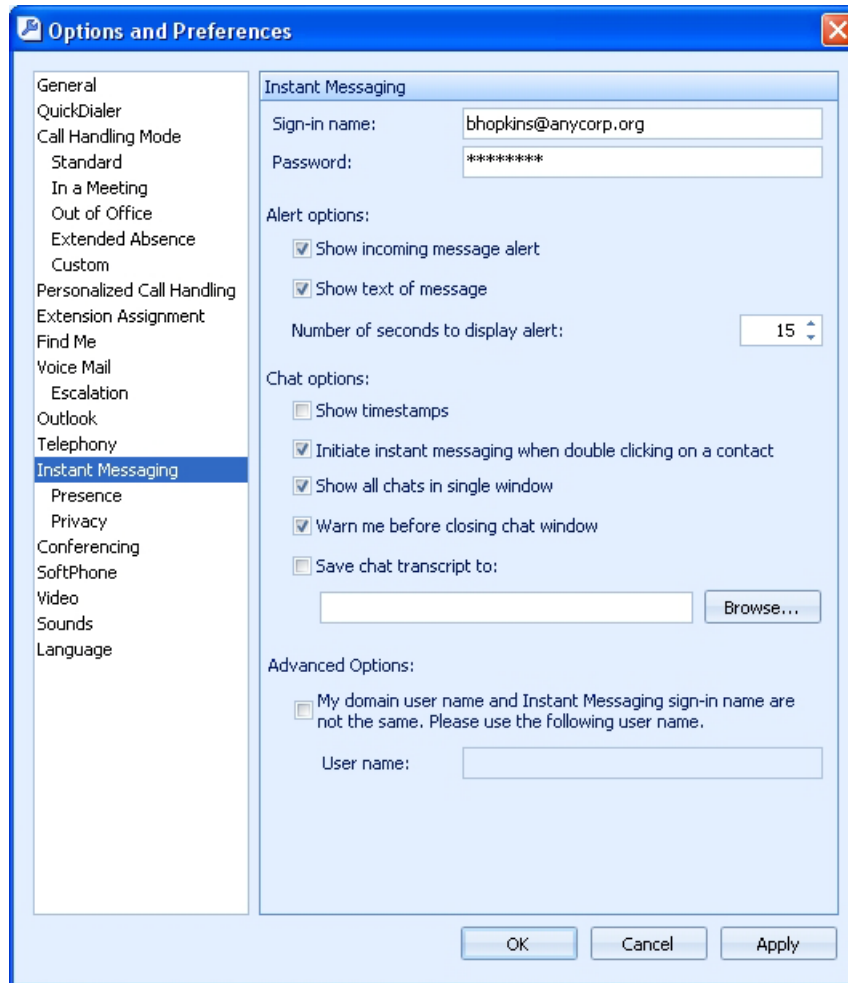 Options and Preferences
General
QuickDialer
Call Handling Mode
Standard
In a Meeting
Out of Office
Extended Absence
Custom
Personalized Call Handling
Extension Assignment
Find Me
Voice Mail
Escalation
Outlook
Telephony
Instant Messaging
Presence
Privacy
Conferencing
SoftPhone
Video
Sounds
Language
Instant Messaging
Sign-in name: bhopkins@anycorp.org
Password: ********
Alert options:
Show incoming message alert
Show text of message
Number of seconds to display alert: 15
Chat options:
Show timestamps
Initiate instant messaging when double clicking on a contact
Show all chats in single window
Warn me before closing chat window
Save chat transcript to:
Browse...
Advanced Options:
My domain user name and Instant Messaging sign-in name are
not the same. Please use the following user name.
User name:
OK Cancel Apply